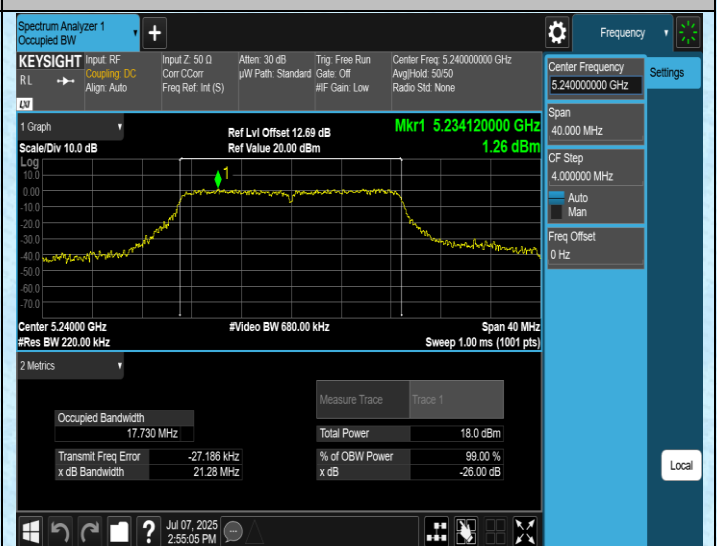 Spectrum Analyzer 1
Occupied BW
Frequency
KEYSIGHT
RL
LXI
Input: RF
Coupling: DC
Align: Auto
Input Z: 50 Ω
Corr CCorr
Freq Ref: Int (S)
Atten: 30 dB
µW Path: Standard
Trig: Free Run
Gate: Off
#IF Gain: Low
Center Freq: 5.240000000 GHz
Avg|Hold: 50/50
Radio Std: None
Center Frequency
5.240000000 GHz
Settings
Span
40.000 MHz
CF Step
4.000000 MHz
Auto
Man
Freq Offset
0 Hz
1 Graph
Scale/Div 10.0 dB
Ref Lvl Offset 12.69 dB
Ref Value 20.00 dBm
Mkr1 5.234120000 GHz
1.26 dBm
Log
10.0
0.00
-10.0
-20.0
-30.0
-40.0
-50.0
-60.0
-70.0
1
Center 5.24000 GHz
#Res BW 220.00 kHz
#Video BW 680.00 kHz
Span 40 MHz
Sweep 1.00 ms (1001 pts)
2 Metrics
Measure Trace
Trace 1
Occupied Bandwidth
17.730 MHz
Total Power
18.0 dBm
Transmit Freq Error
-27.186 kHz
% of OBW Power
99.00 %
x dB Bandwidth
21.28 MHz
x dB
-26.00 dB
Local
?
Jul 07, 2025
2:55:05 PM